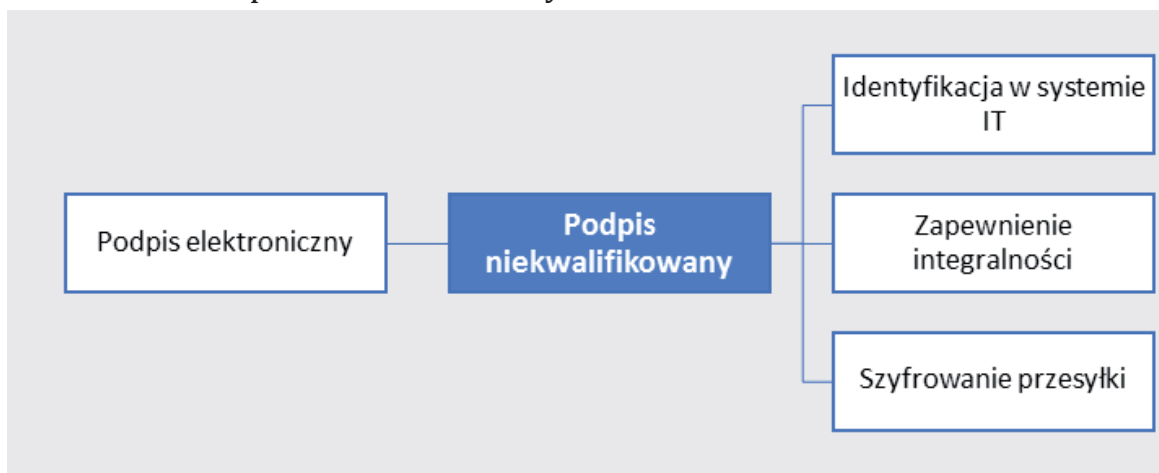 Identyfikacja w systemie
IT
Podpis elektroniczny
Podpis
niekwalifikowany
Zapewnienie
integralności
Szyfrowanie przesyłki